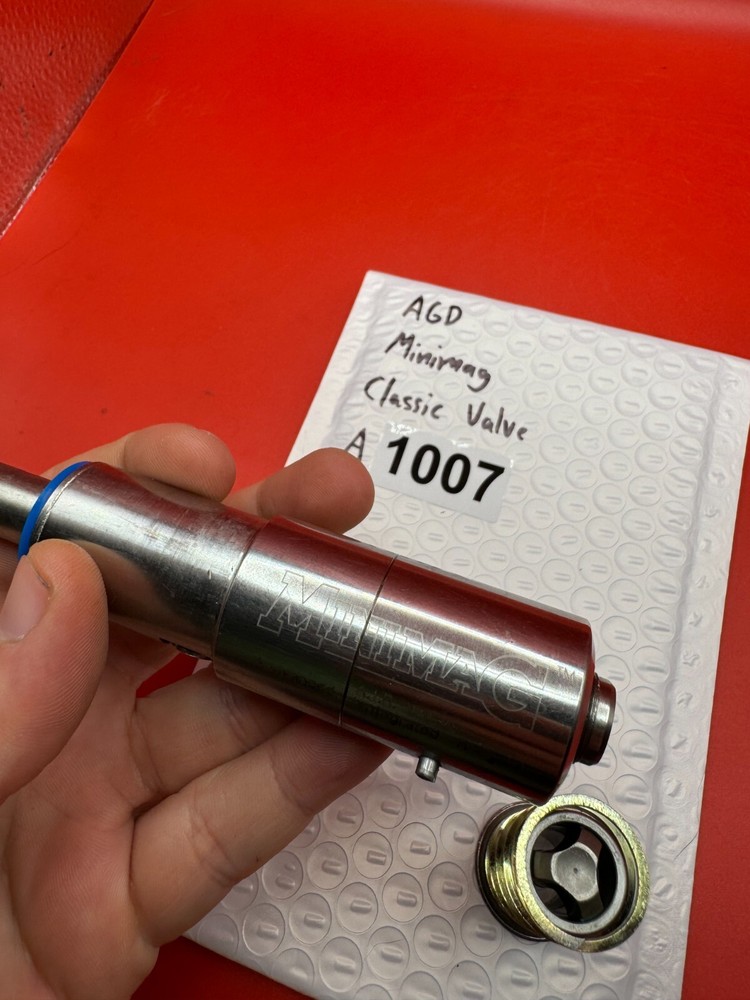 AGD
Minimag
Classic Valve
A 1007
MINIMAG